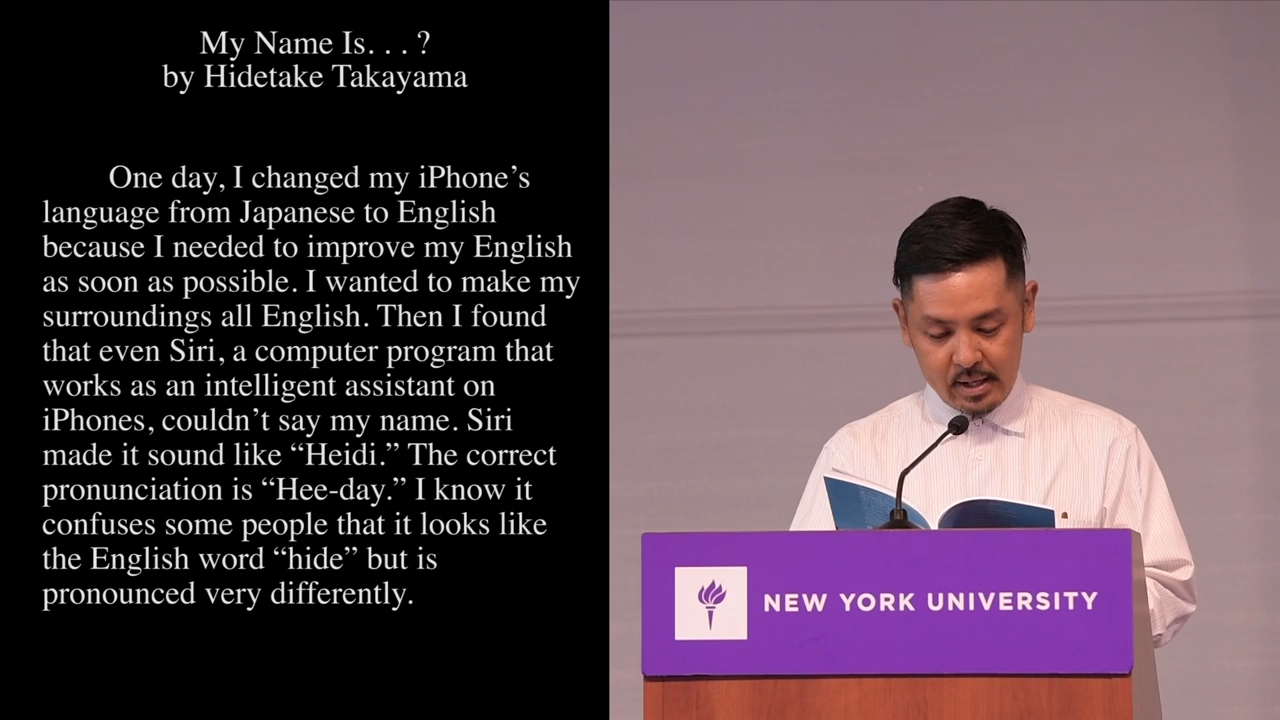 My Name Is. . . ?
by Hidetake Takayama
One day, I changed my iPhone’s
language from Japanese to English
because I needed to improve my English
as soon as possible. I wanted to make my
surroundings all English. Then I found
that even Siri, a computer program that
works as an intelligent assistant on
iPhones, couldn’t say my name. Siri
made it sound like “Heidi.” The correct
pronunciation is “Hee-day.” I know it
confuses some people that it looks like
the English word “hide” but is
pronounced very differently.
NEW YORK UNIVERSITY